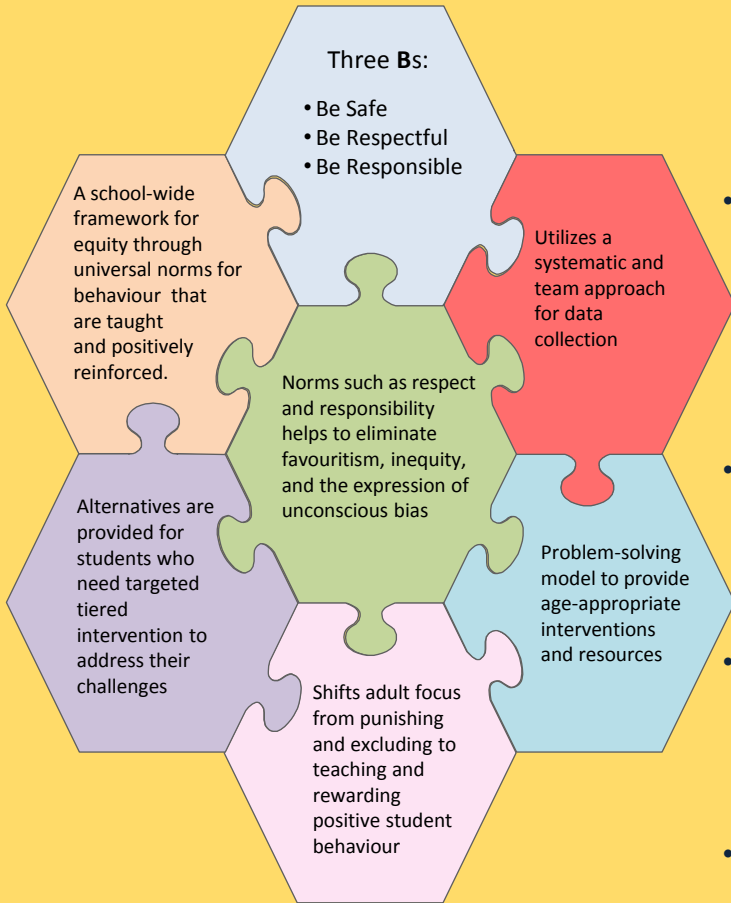 Three Bs:
• Be Safe
• Be Respectful
• Be Responsible
A school-wide
framework for
equity through
universal norms for
behaviour that
are taught
and positively
reinforced.
Utilizes a
systematic and
team approach
for data
collection
Norms such as respect
and responsibility
helps to eliminate
favouritism, inequity,
and the expression of
unconscious bias
Alternatives are
provided for
students who
need targeted
tiered
intervention to
address their
challenges
Problem-solving
model to provide
age-appropriate
interventions
and resources
Shifts adult focus
from punishing
and excluding to
teaching and
rewarding
positive student
behaviour